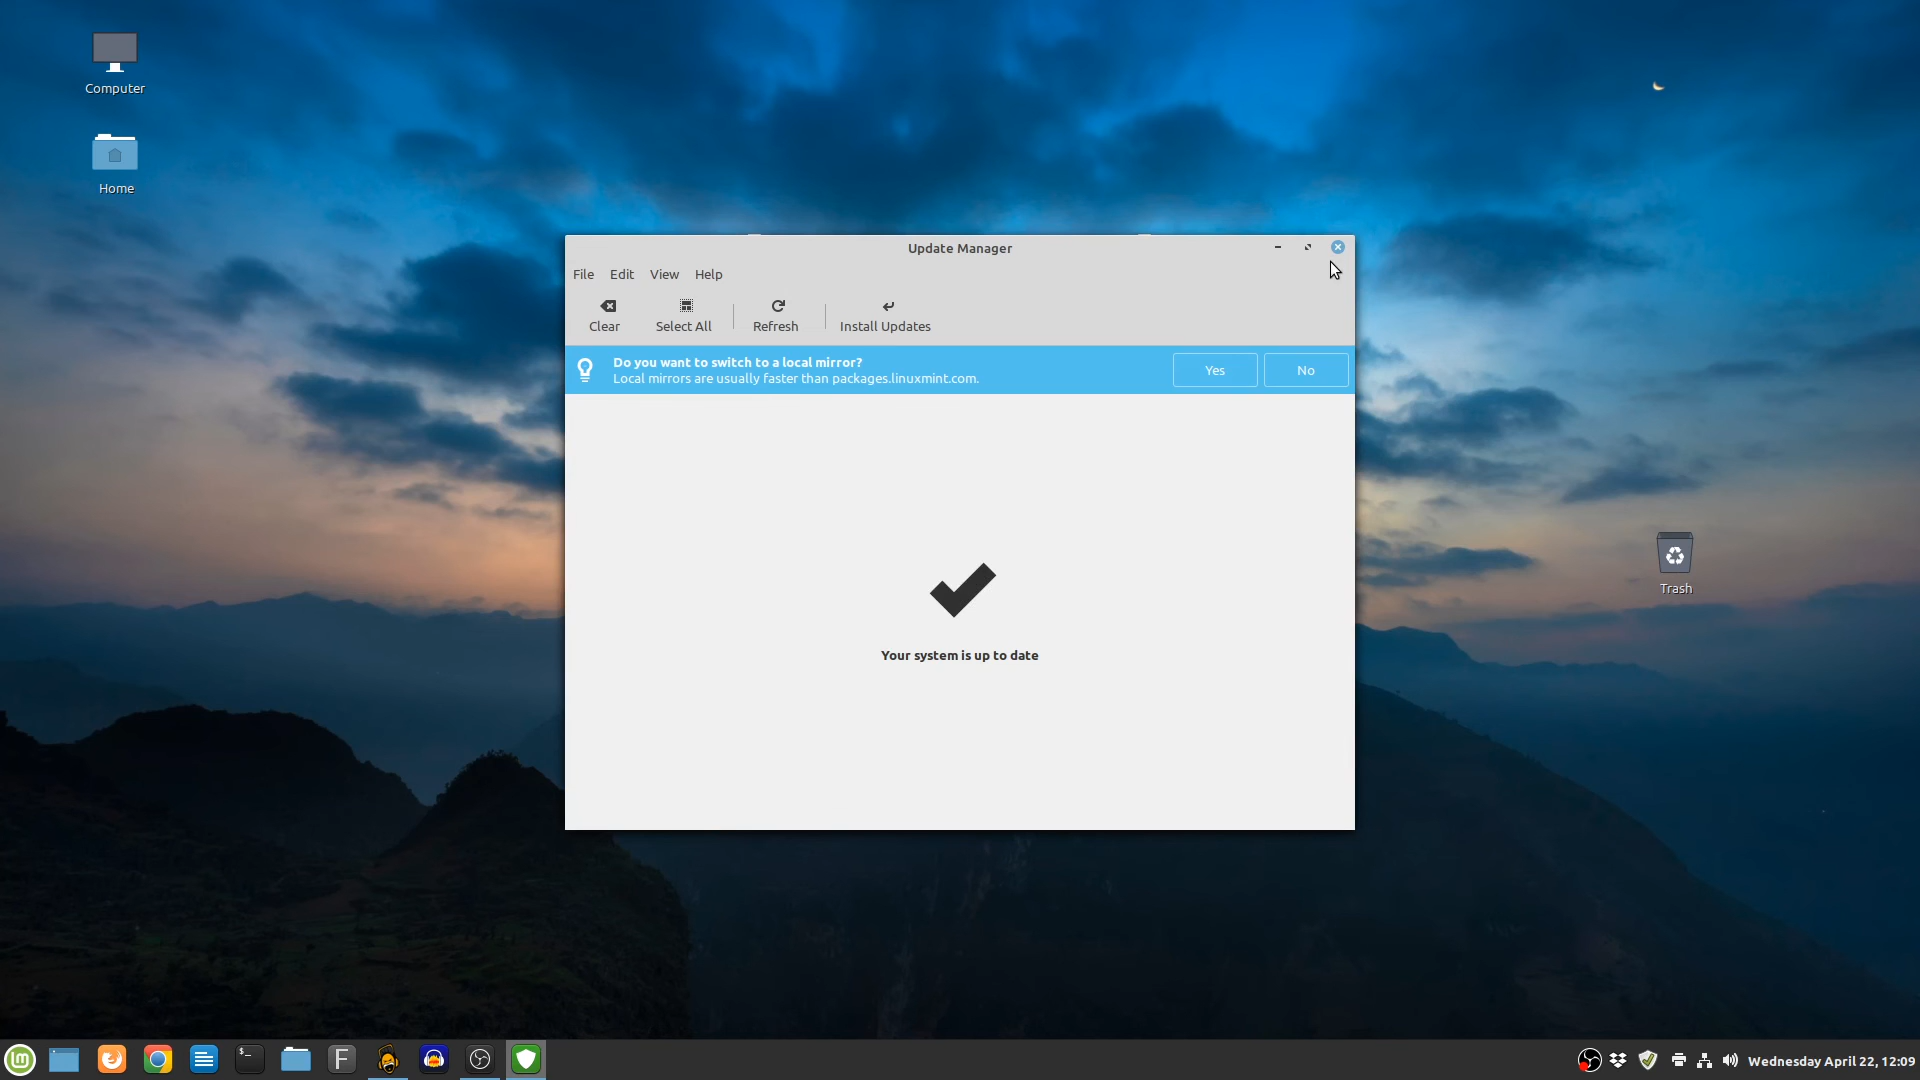 Computer
Home
Update Manager
File Edit View Help
Clear Select All Refresh Install Updates
Do you want to switch to a local mirror?
Local mirrors are usually faster than packages.linuxmint.com.
Yes No
Your system is up to date
Trash
Wednesday April 22, 12:09